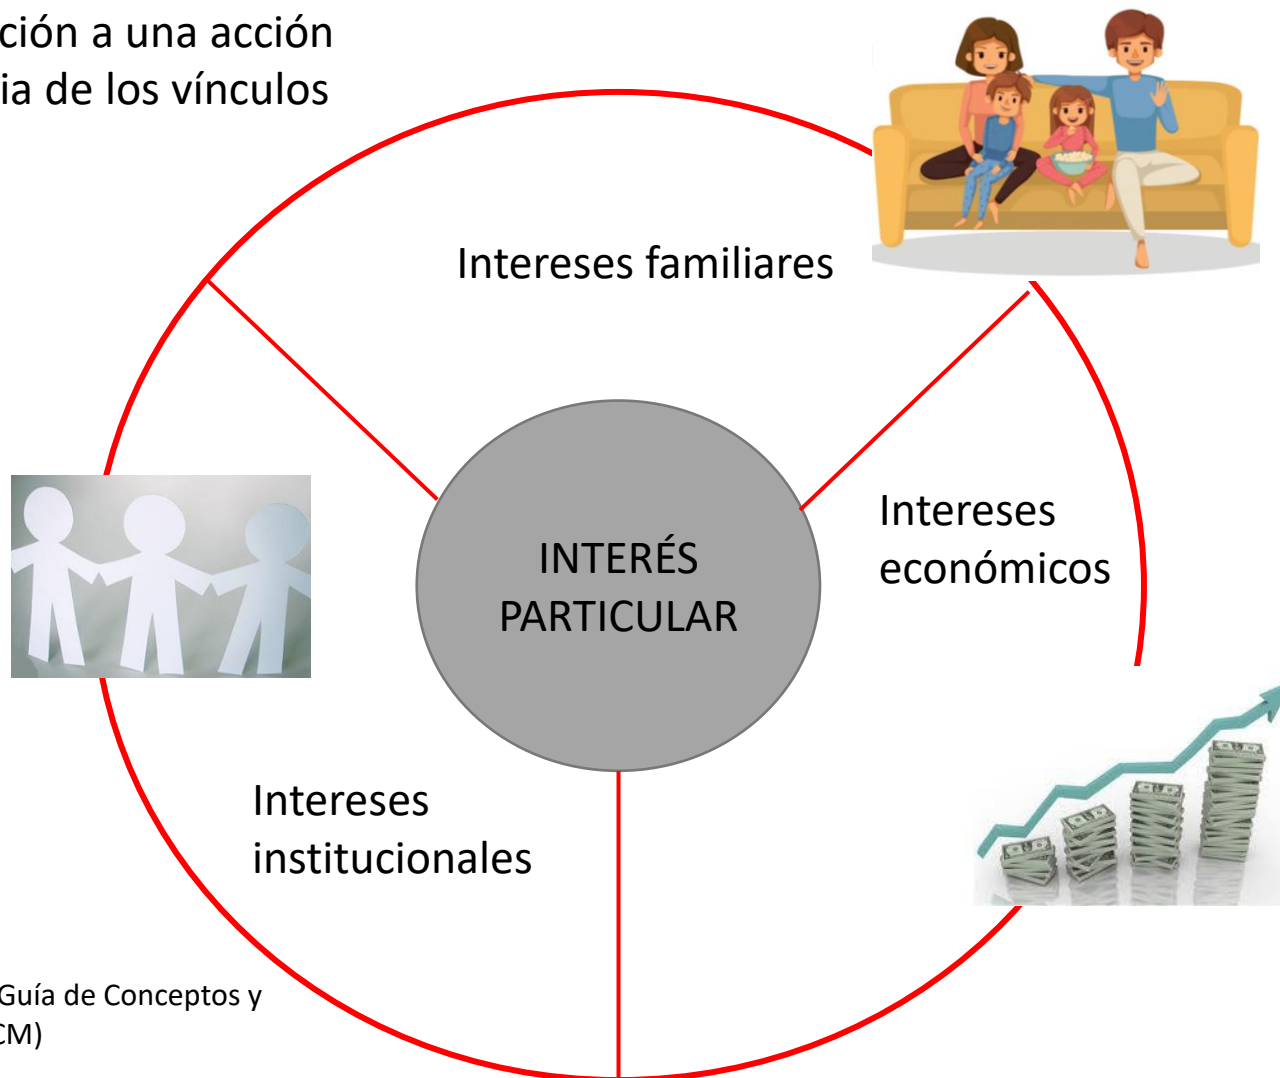 ción a una acción
ia de los vínculos
Intereses familiares
Intereses
económicos
INTERÉS
PARTICULAR
Intereses
institucionales
Guía de Conceptos y
CM)